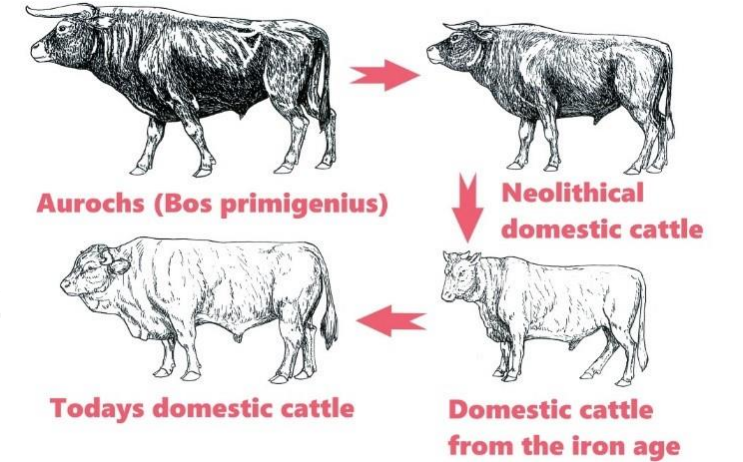 Aurochs (Bos primigenius)
Neolithical
domestic cattle
Domestic cattle
from the iron age
Todays domestic cattle